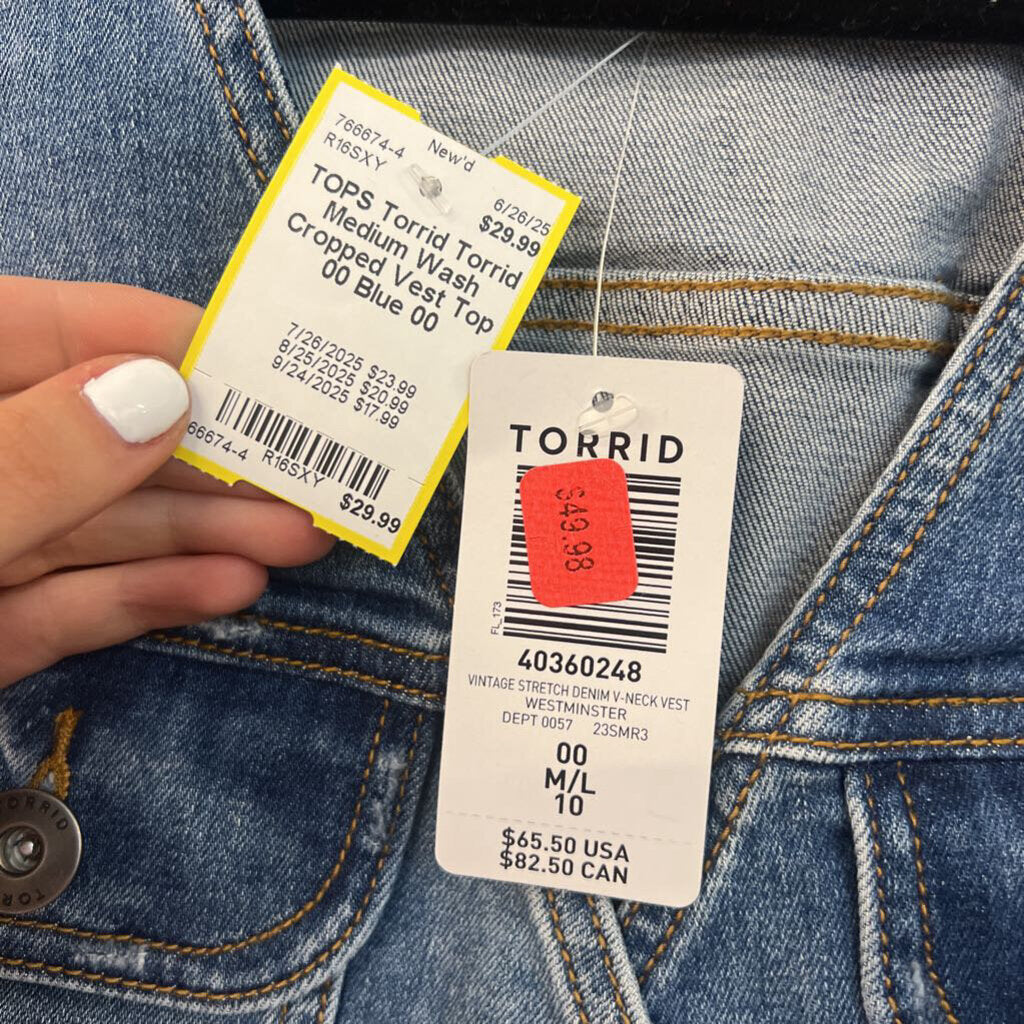 766674-4 New'd
R16SXY
6/26/25
$29.99
TOPS Torrid Torrid
Medium Wash
Cropped Vest Top
00 Blue 00
7/26/2025 $23.99
8/25/2025 $20.99
9/24/2025 $17.99
66674-4 R16SXY $29.99
TORRID
$49.98
FL_173
40360248
VINTAGE STRETCH DENIM V-NECK VEST
WESTMINSTER
DEPT 0057 23SMR3
00
M/L
10
$65.50 USA
$82.50 CAN
TORRID